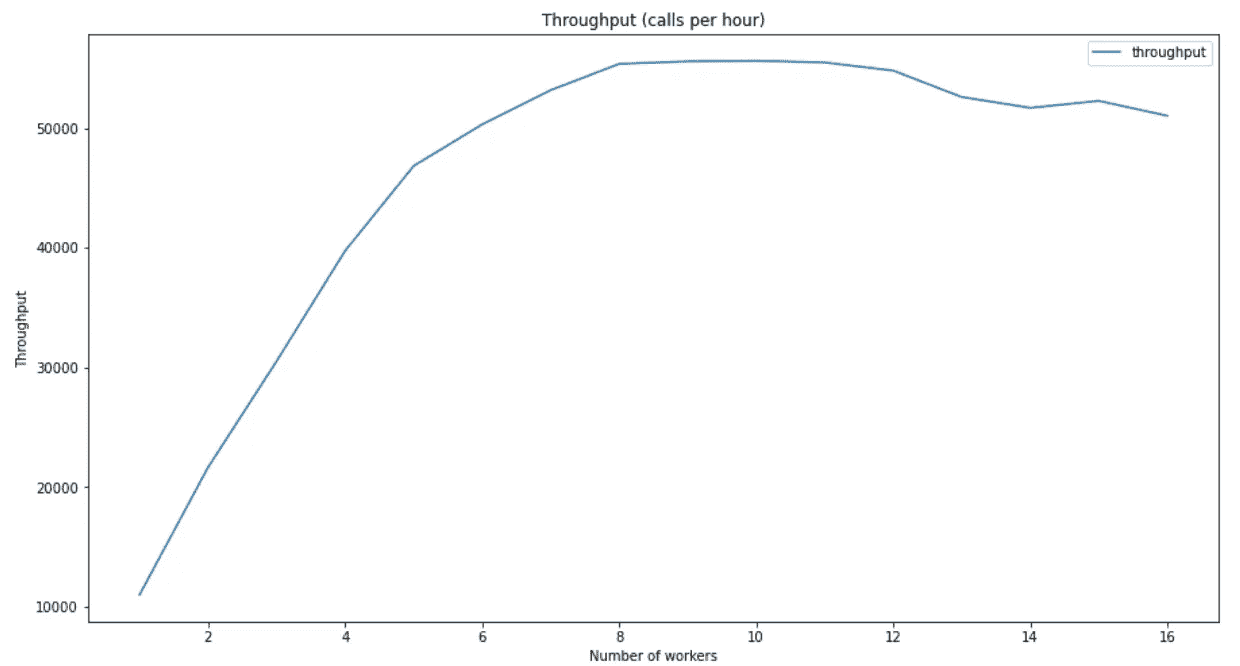 Throughput (calls per hour)
throughput
Throughput
50000
40000
30000
20000
10000
2 4 6 8 10 12 14 16
Number of workers